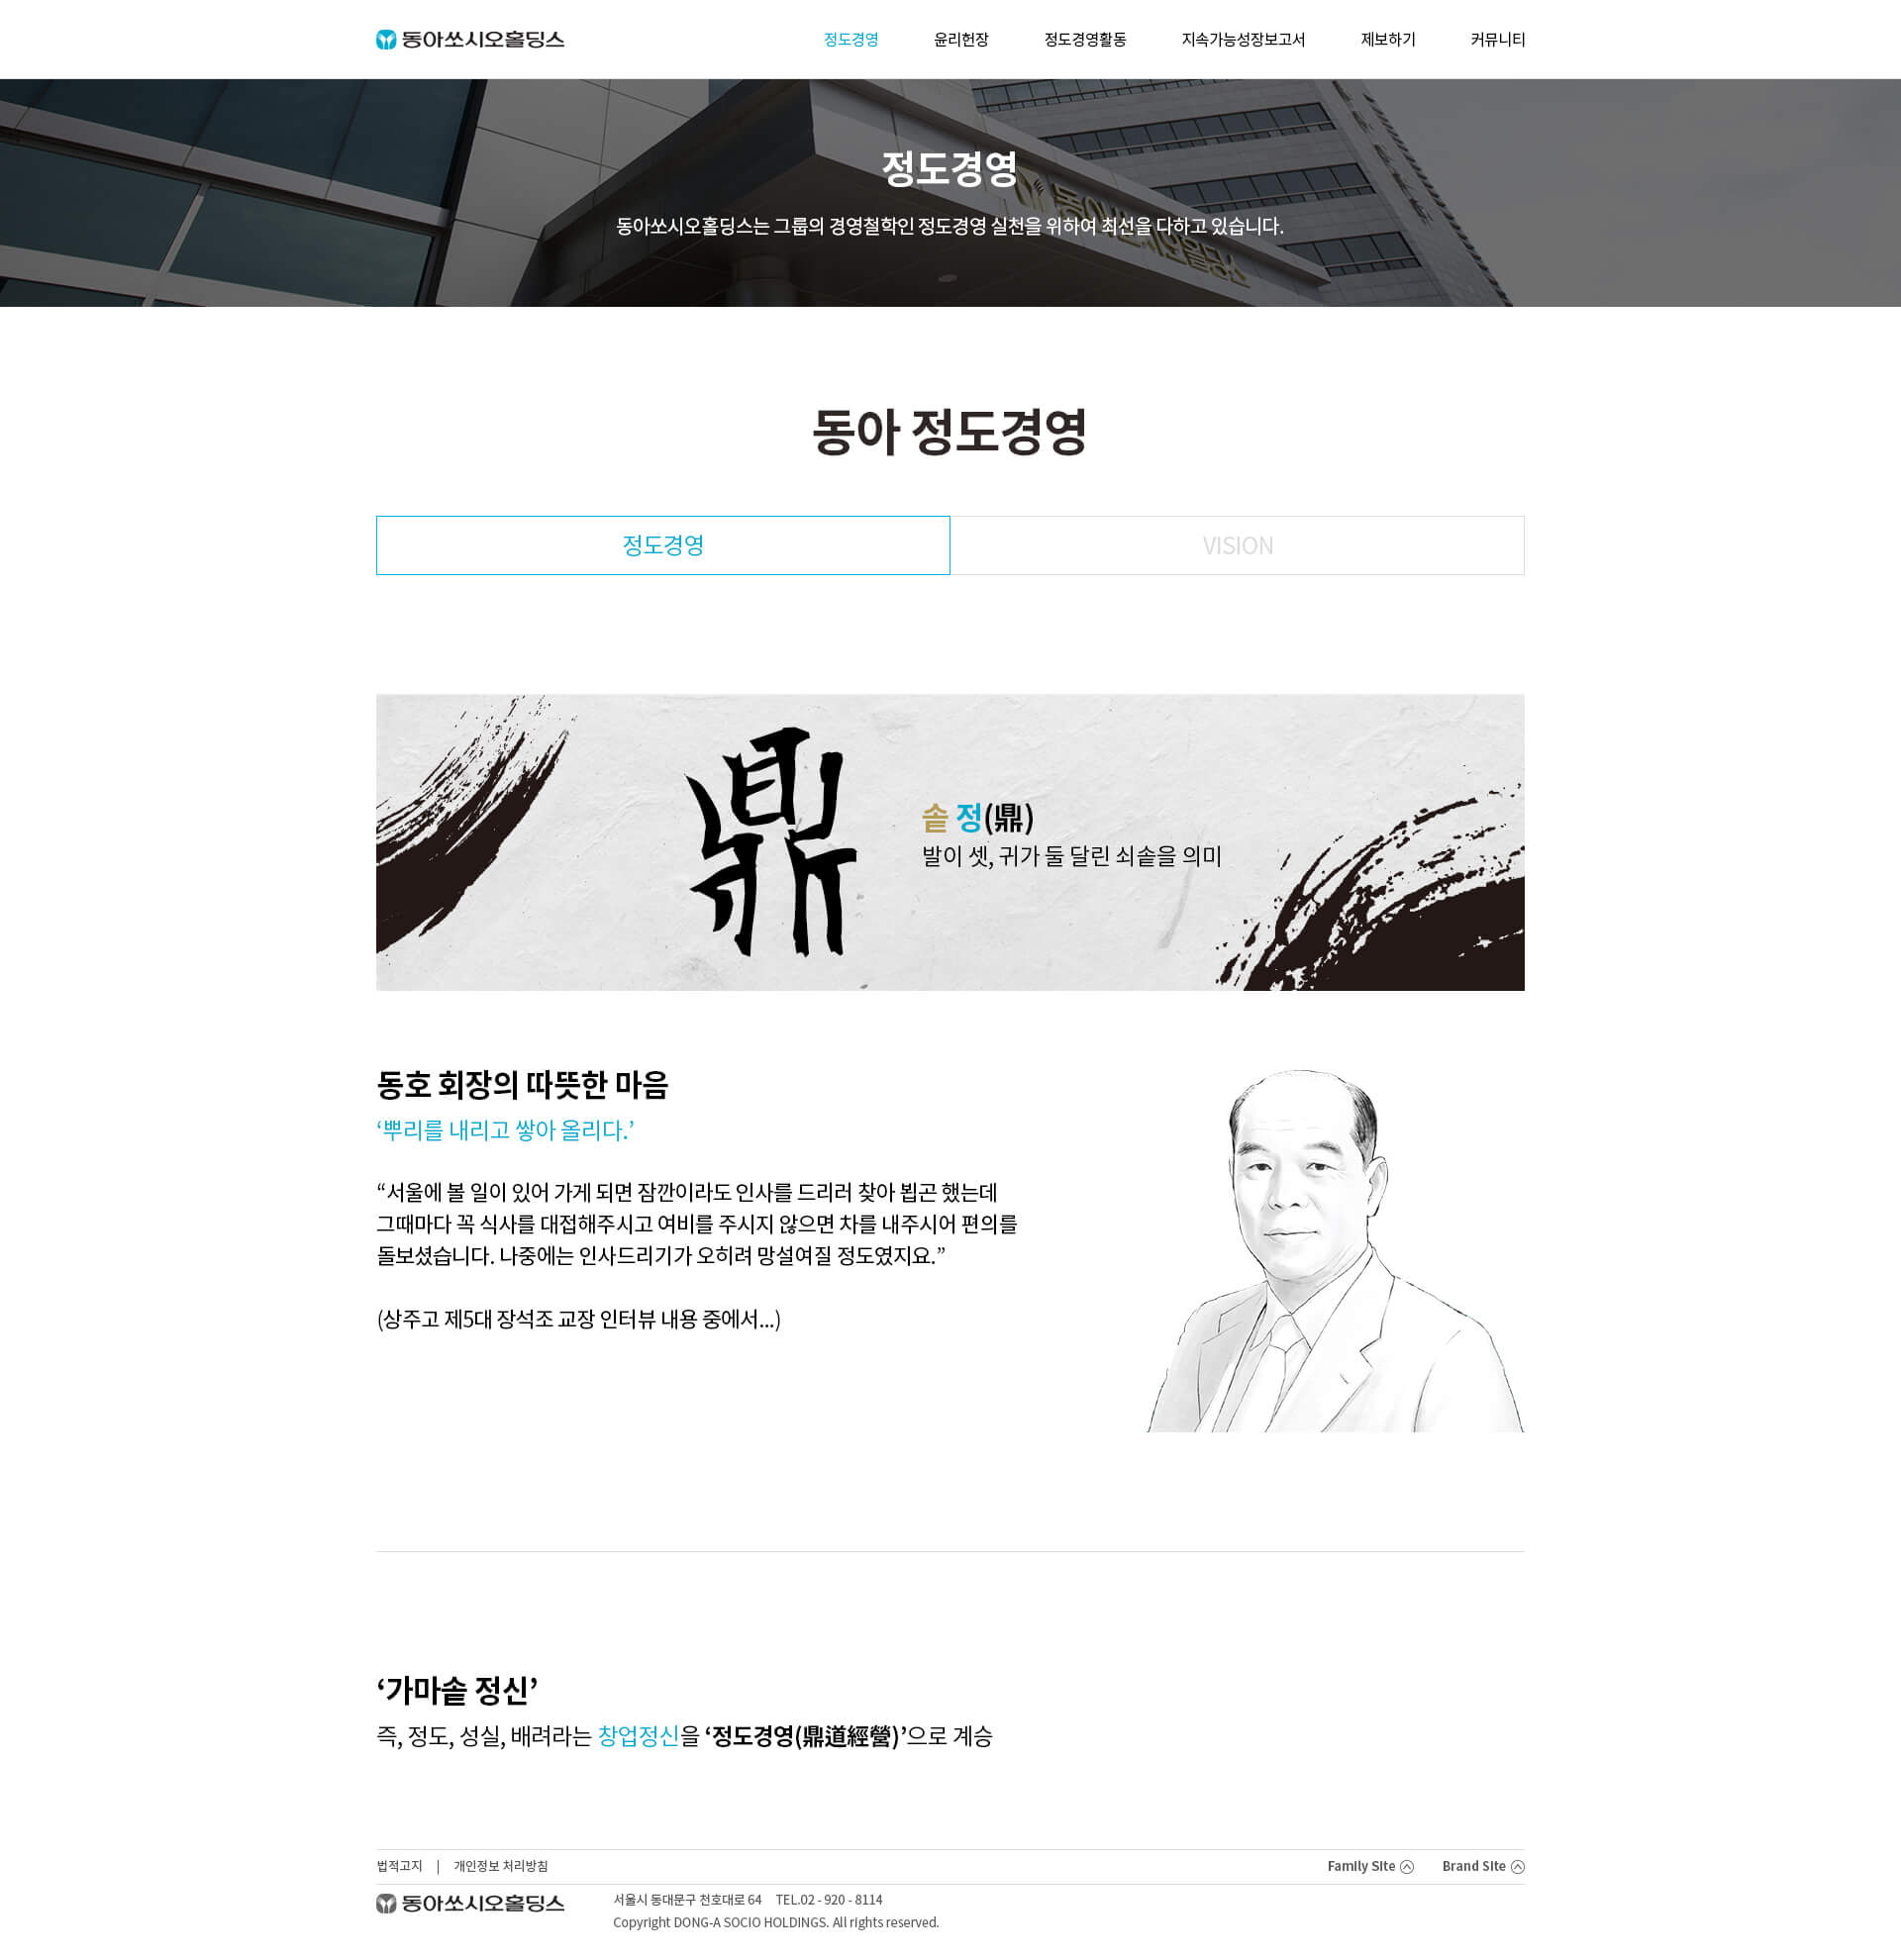 동아쏘시오홀딩스
정도경영 윤리헌장 정도경영활동 지속가능성장보고서 제보하기 커뮤니티
정도경영
동아쏘시오홀딩스
동아쏘시오홀딩스는 그룹의 경영철학인 정도경영 실천을 위하여 최선을 다하고 있습니다.
동아 정도경영
정도경영 VISION
鼎
솥 정(鼎)
발이 셋, 귀가 둘 달린 쇠솥을 의미
동호 회장의 따뜻한 마음
‘뿌리를 내리고 쌓아 올리다.’
“서울에 볼 일이 있어 가게 되면 잠깐이라도 인사를 드리러 찾아 뵙곤 했는데
그때마다 꼭 식사를 대접해주시고 여비를 주시지 않으면 차를 내주시어 편의를
돌보셨습니다. 나중에는 인사드리기가 오히려 망설여질 정도였지요.”
(상주고 제5대 장석조 교장 인터뷰 내용 중에서...)
‘가마솥 정신’
즉, 정도, 성실, 배려라는 창업정신을 ‘정도경영(鼎道經營)’으로 계승
법적고지 | 개인정보 처리방침 Family Site Brand Site
동아쏘시오홀딩스
서울시 동대문구 천호대로 64 TEL.02 - 920 - 8114
Copyright DONG-A SOCIO HOLDINGS. All rights reserved.